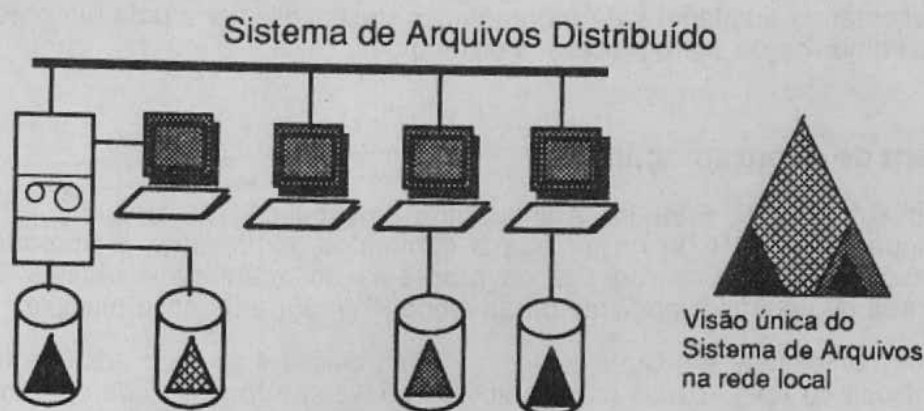 Sistema de Arquivos Distribuído
Visão única do
Sistema de Arquivos
na rede local